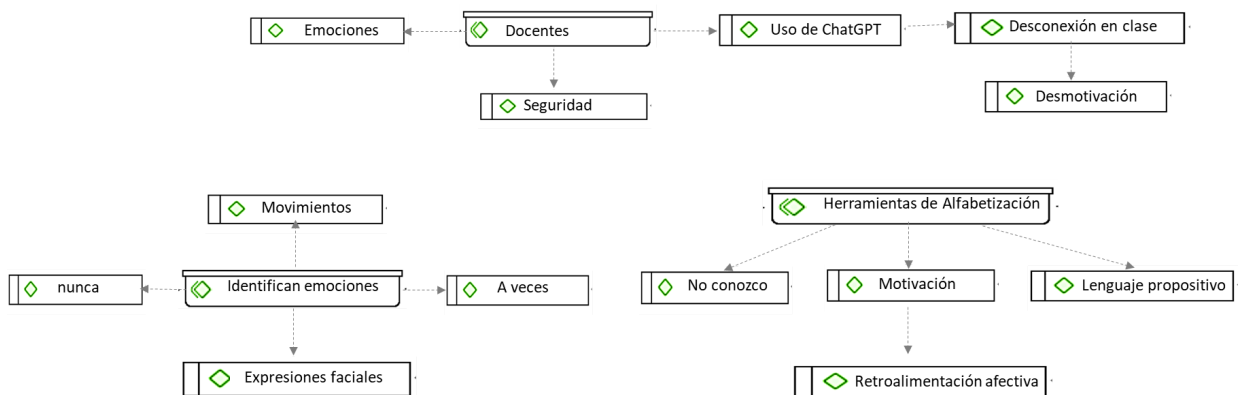 Emociones
Docentes
Uso de ChatGPT
Desconexión en clase
Seguridad
Desmotivación
Movimientos
nunca
Identifican emociones
A veces
Expresiones faciales
Herramientas de Alfabetización
No conozco
Motivación
Lenguaje propositivo
Retroalimentación afectiva